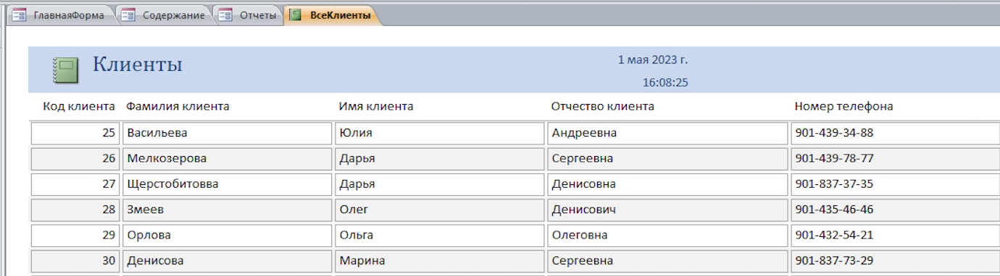 ГлавнаяФорма Содержание Отчеты ВсеКлиенты
Клиенты 1 мая 2023 г.
16:08:25
Код клиента Фамилия клиента Имя клиента Отчество клиента Номер телефона
25 Васильева Юлия Андреевна 901-439-34-88
26 Мелкозерова Дарья Сергеевна 901-439-78-77
27 Щерстобитовва Дарья Денисовна 901-837-37-35
28 Змеев Олег Денисович 901-435-46-46
29 Орлова Ольга Олеговна 901-432-54-21
30 Денисова Марина Сергеевна 901-837-73-29